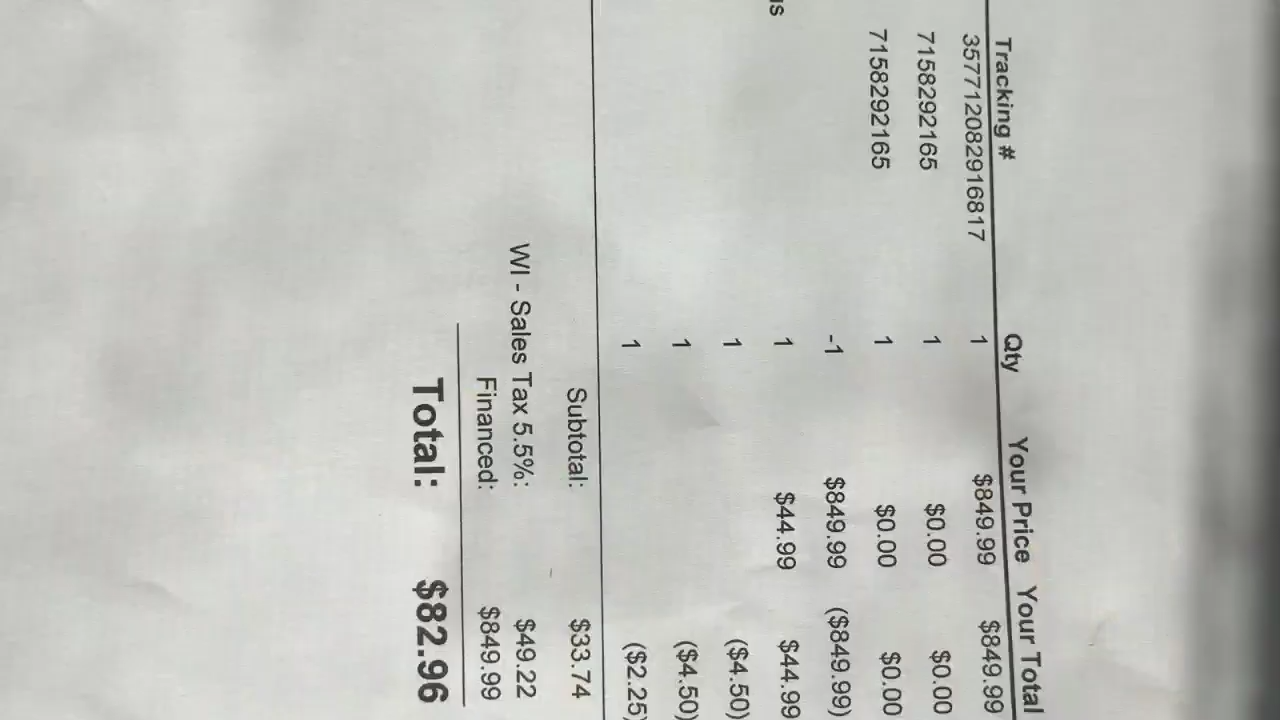 Tracking # Qty Your Price Your Total
357712082916817 1 $849.99 $849.99
7158292165 1 $0.00 $0.00
7158292165 1 $0.00 $0.00
-1 $849.99 ($849.99)
1 $44.99 $44.99
1 ($4.50)
1 ($4.50)
1 ($2.25)
Subtotal: $33.74
WI - Sales Tax 5.5%: $49.22
Financed: $849.99
Total: $82.96